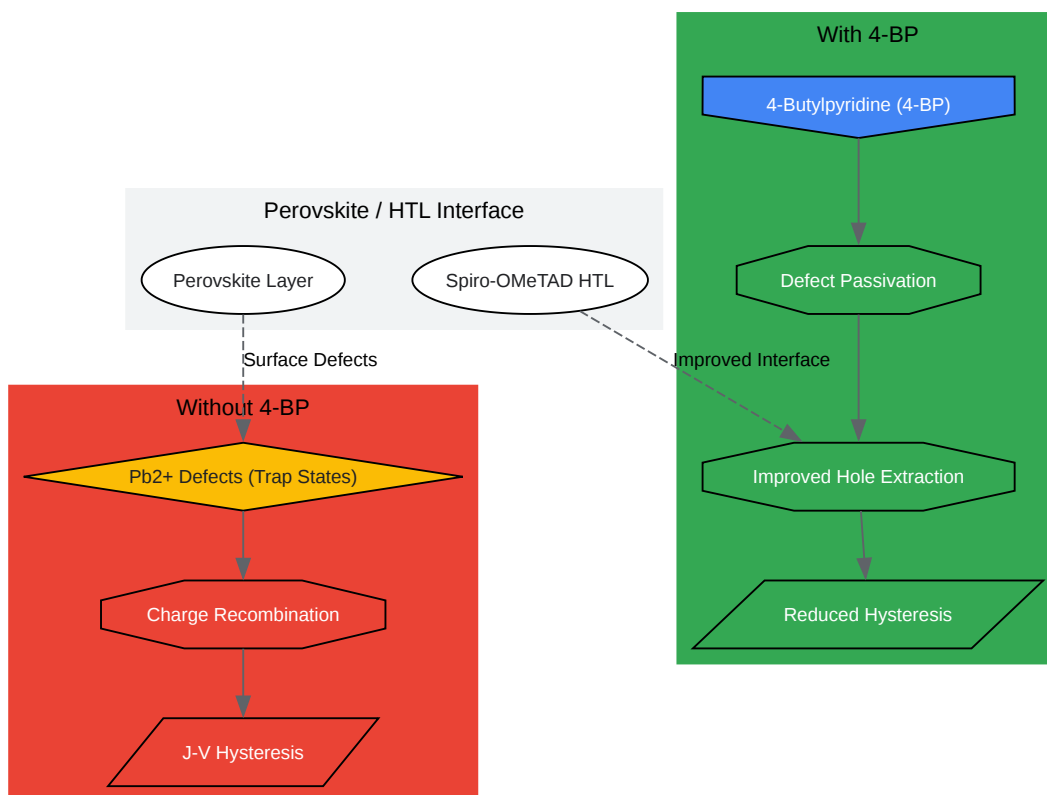 With 4-BP
4-Butylpyridine (4-BP)
Perovskite / HTL Interface
Perovskite Layer
Spiro-OMeTAD HTL
Defect Passivation
Surface Defects
Improved Interface
Without 4-BP
Pb2+ Defects (Trap States)
Improved Hole Extraction
Charge Recombination
Reduced Hysteresis
J-V Hysteresis